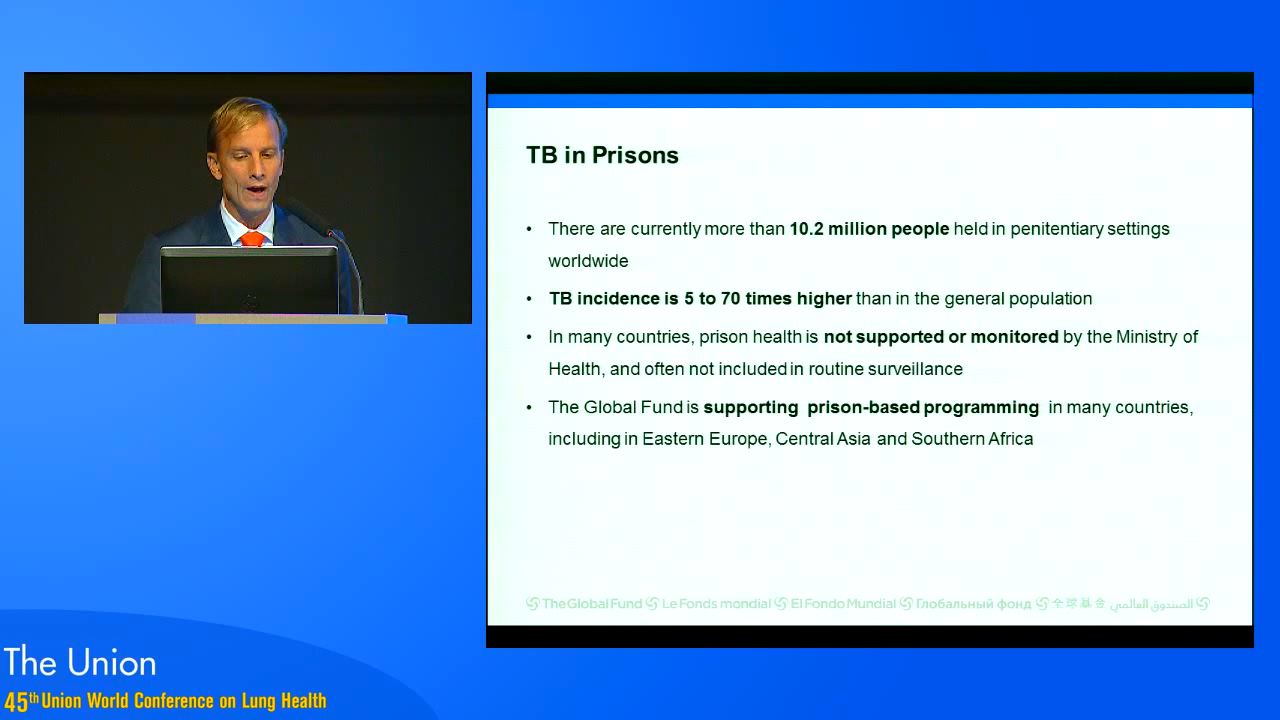 TB in Prisons
• There are currently more than 10.2 million people held in penitentiary settings
worldwide
• TB incidence is 5 to 70 times higher than in the general population
• In many countries, prison health is not supported or monitored by the Ministry of
Health, and often not included in routine surveillance
• The Global Fund is supporting prison-based programming in many countries,
including in Eastern Europe, Central Asia and Southern Africa
The Global Fund Le Fonds mondial El Fondo Mundial Глобальный фонд 全球基金 الصندوق العالمي
The Union
45th Union World Conference on Lung Health